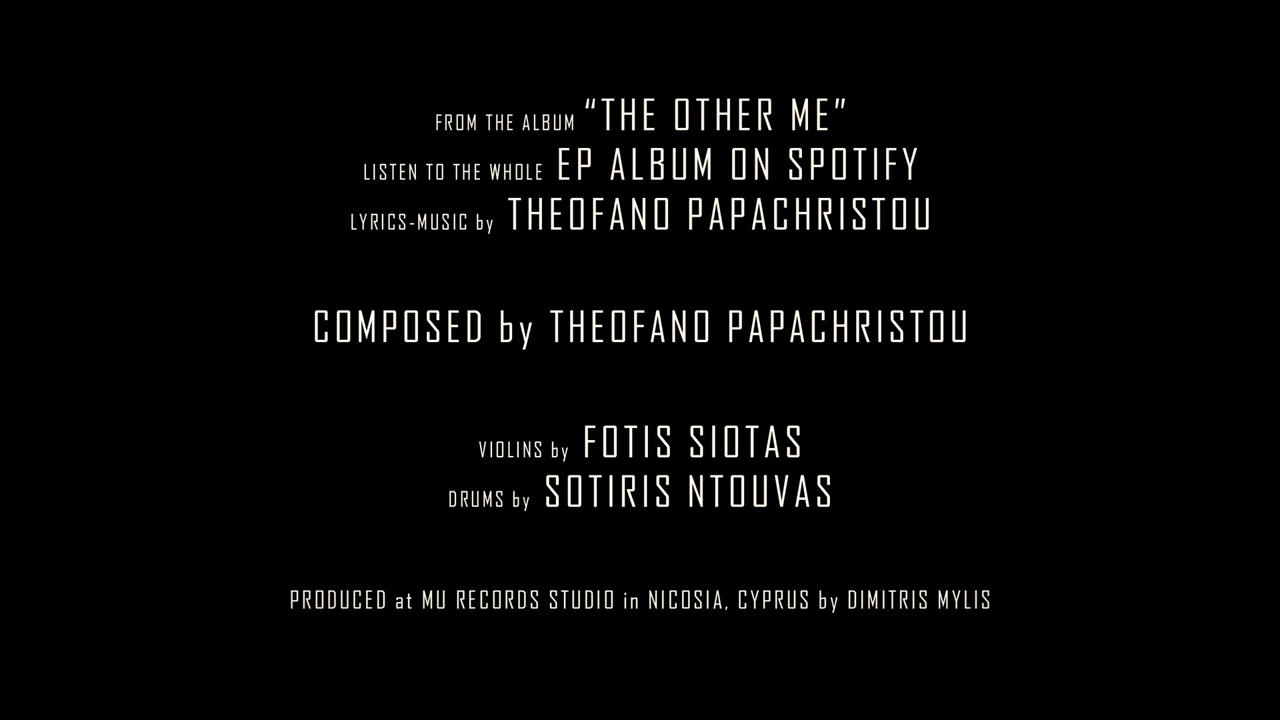 FROM THE ALBUM “THE OTHER ME”
LISTEN TO THE WHOLE EP ALBUM ON SPOTIFY
LYRICS-MUSIC by THEOFANO PAPACHRISTOU
COMPOSED by THEOFANO PAPACHRISTOU
VIOLINS by FOTIS SIOTAS
DRUMS by SOTIRIS NTOUVAS
PRODUCED at MU RECORDS STUDIO in NICOSIA, CYPRUS by DIMITRIS MYLIS